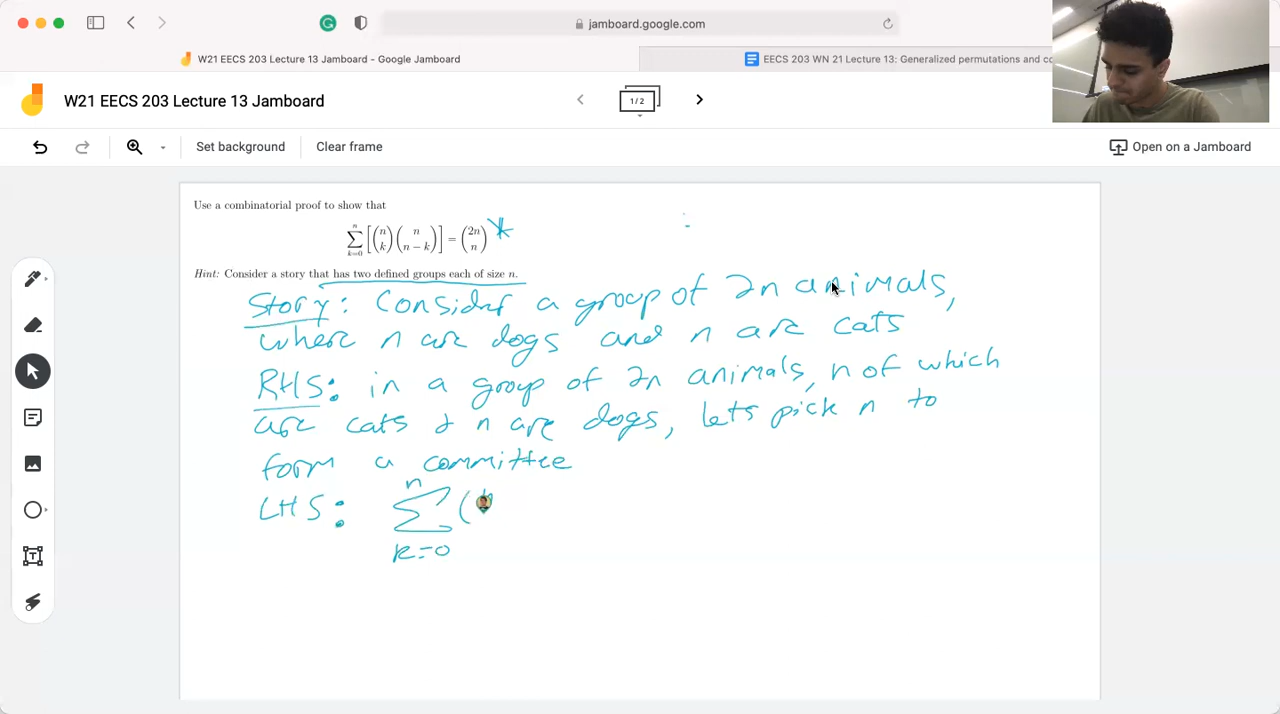 jamboard.google.com
W21 EECS 203 Lecture 13 Jamboard - Google Jamboard
EECS 203 WN 21 Lecture 13: Generalized permutations and co
W21 EECS 203 Lecture 13 Jamboard
1/2
Set background
Clear frame
Open on a Jamboard
Use a combinatorial proof to show that
n
∑ [(n k)(n n − k)] = (2n n) *
k=0
Hint: Consider a story that has two defined groups each of size n.
Story: Consider a group of 2n animals,
where n are dogs and n are cats
RHS: in a group of 2n animals, n of which
are cats & n are dogs, lets pick n to
form a committee
n
LHS: ∑ (
k=0